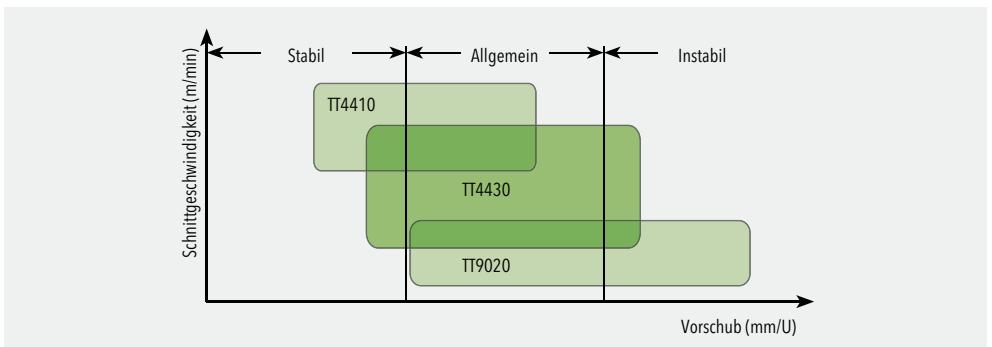 Stabil
Allgemein
Instabil
Schnittgeschwindigkeit (m/min)
TT4410
TT4430
TT9020
Vorschub (mm/U)